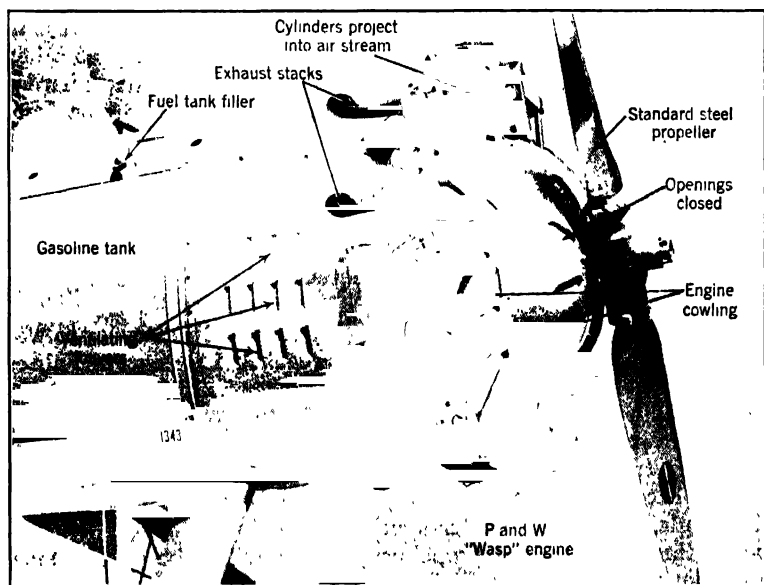 Cylinders project
into air stream
Exhaust stacks
Fuel tank filler
Standard steel
propeller
Openings
closed
Gasoline tank
Engine
cowling
1343
P and W
"Wasp" engine